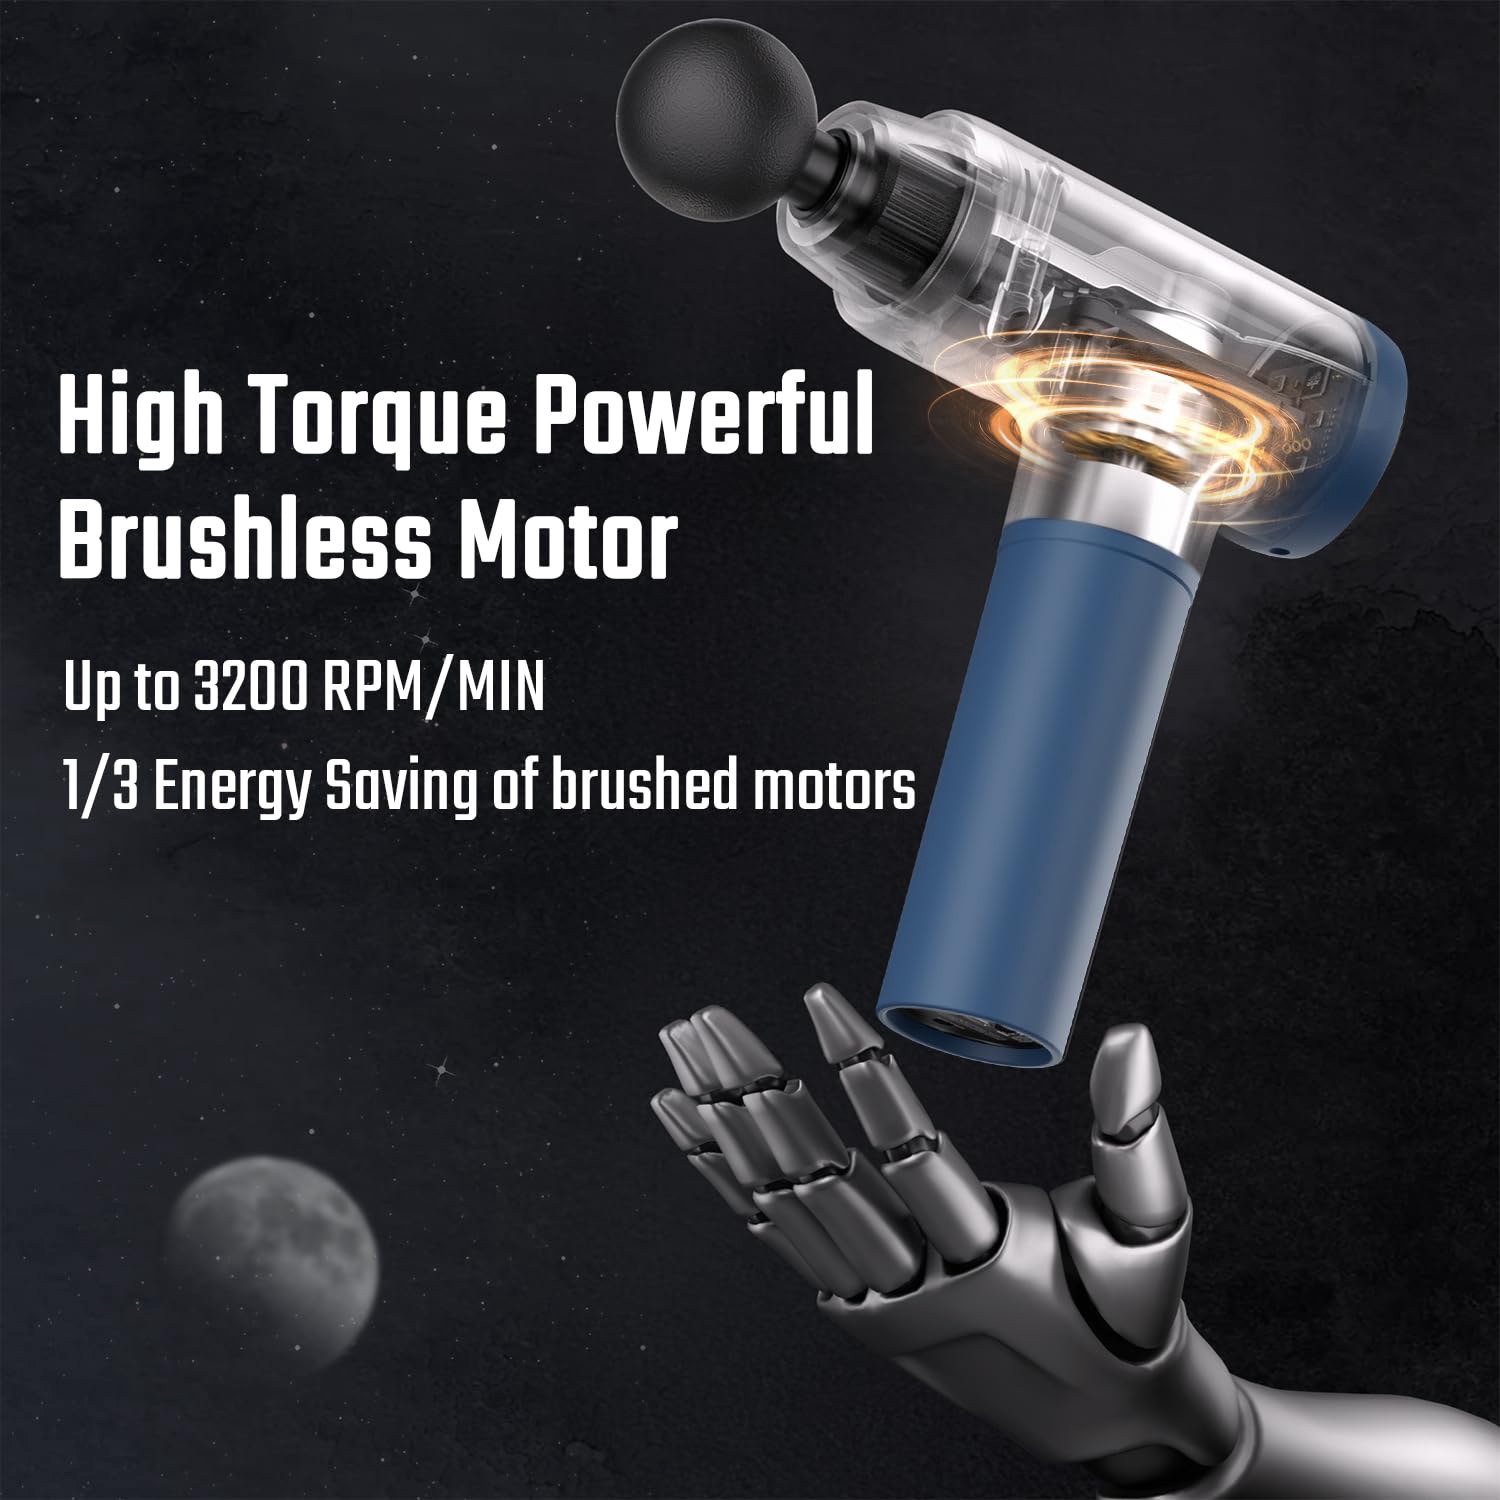 High Torque Powerful
Brushless Motor
Up to 3200 RPM/MIN
1/3 Energy Saving of brushed motors